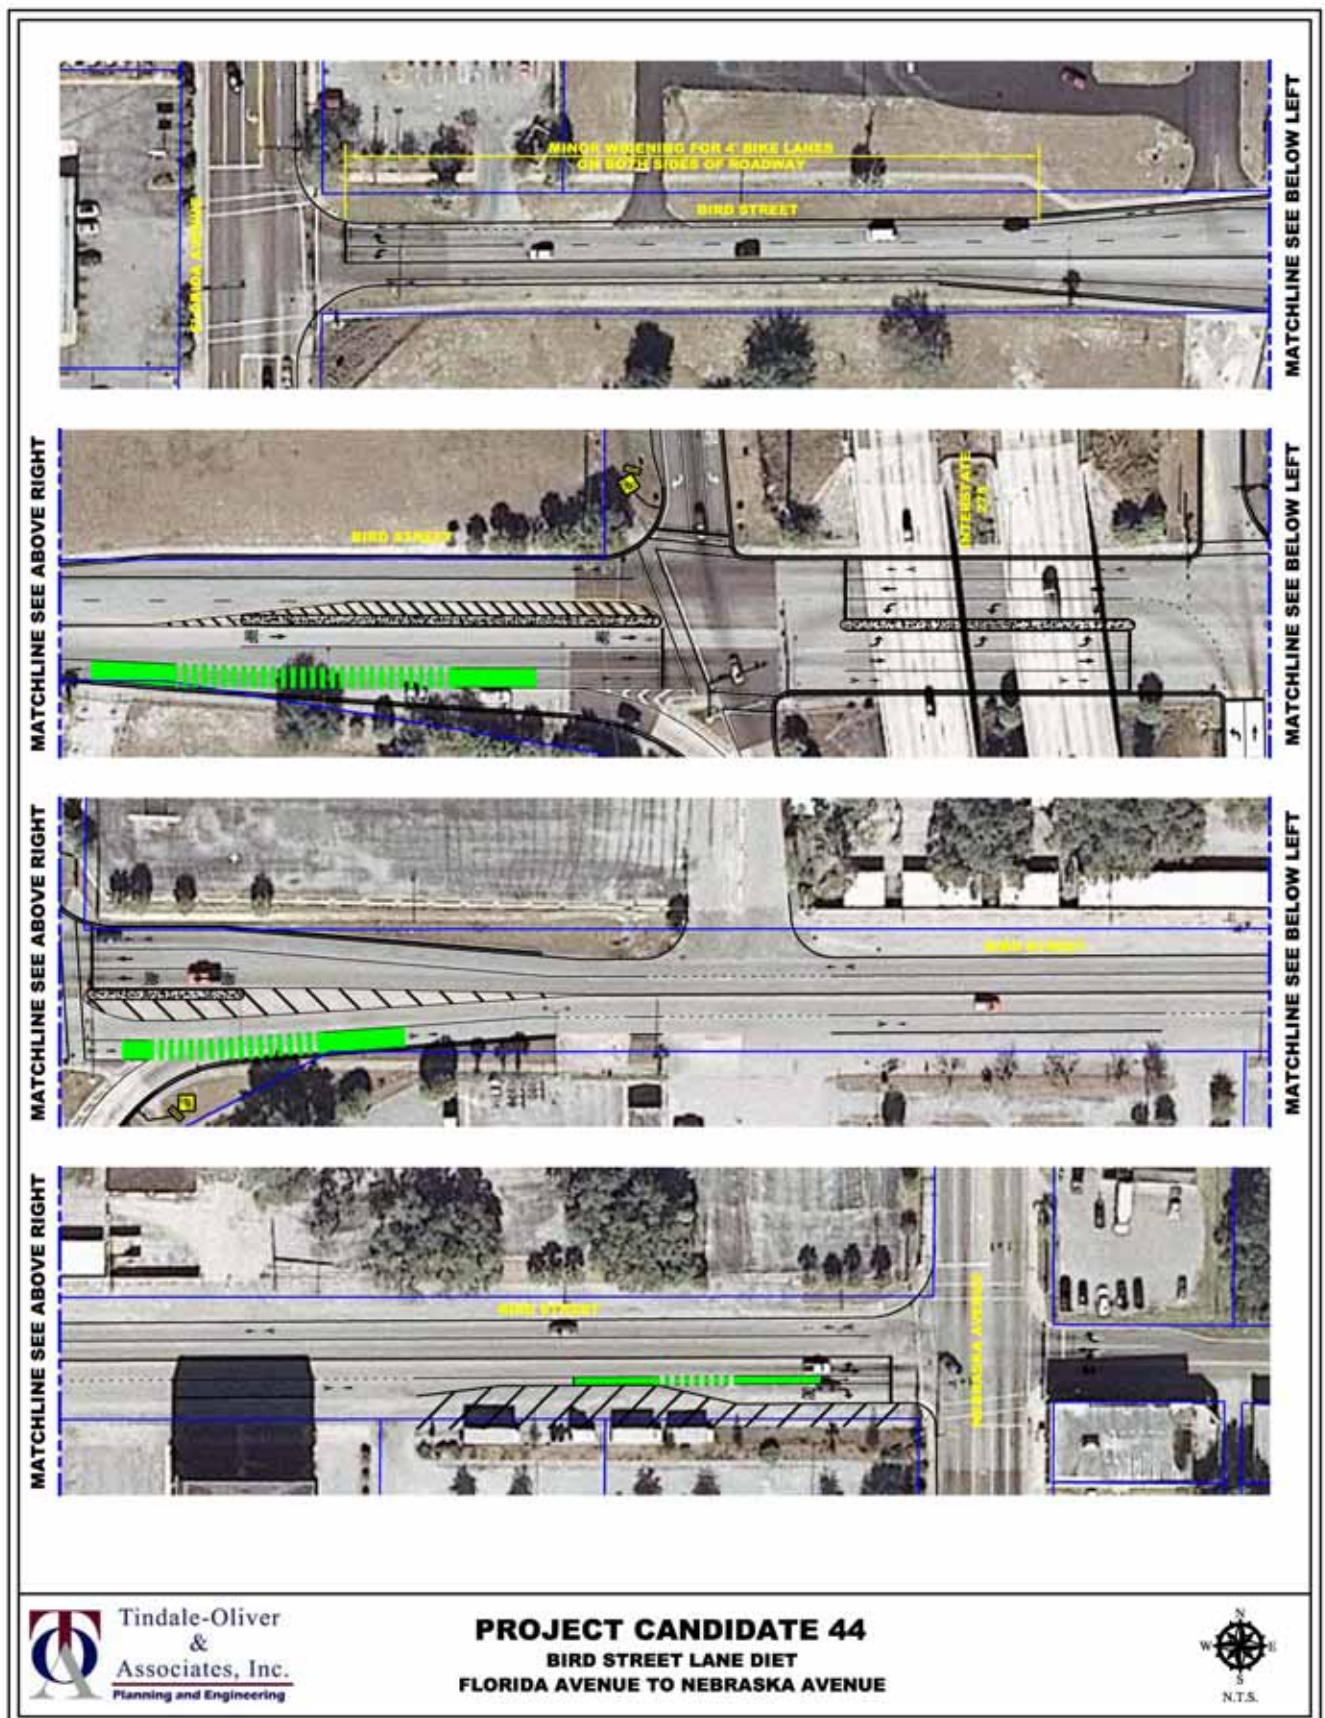 MINOR WIDENING FOR 4' BIKE LANES
ON BOTH SIDES OF ROADWAY
BIRD STREET
FLORIDA AVENUE
MATCHLINE SEE BELOW LEFT
MATCHLINE SEE ABOVE RIGHT
BIRD STREET
INTERSTATE
275
MATCHLINE SEE BELOW LEFT
MATCHLINE SEE ABOVE RIGHT
BIRD STREET
MATCHLINE SEE BELOW LEFT
MATCHLINE SEE ABOVE RIGHT
BIRD STREET
NEBRASKA AVENUE
Tindale-Oliver
&
Associates, Inc.
Planning and Engineering
PROJECT CANDIDATE 44
BIRD STREET LANE DIET
FLORIDA AVENUE TO NEBRASKA AVENUE
N
W E
S
N.T.S.